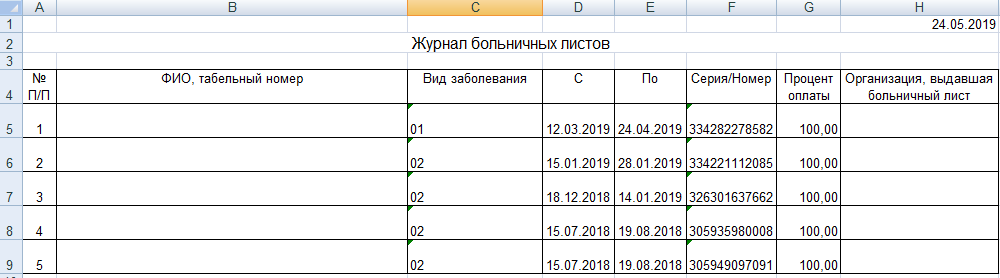 A B C D E F G H
1 24.05.2019
2 Журнал больничных листов
3
4 № П/П ФИО, табельный номер Вид заболевания С По Серия/Номер Процент оплаты Организация, выдавшая больничный лист
5 1 01 12.03.2019 24.04.2019 334282278582 100,00
6 2 02 15.01.2019 28.01.2019 334221112085 100,00
7 3 02 18.12.2018 14.01.2019 326301637662 100,00
8 4 02 15.07.2018 19.08.2018 305935980008 100,00
9 5 02 15.07.2018 19.08.2018 305949097091 100,00